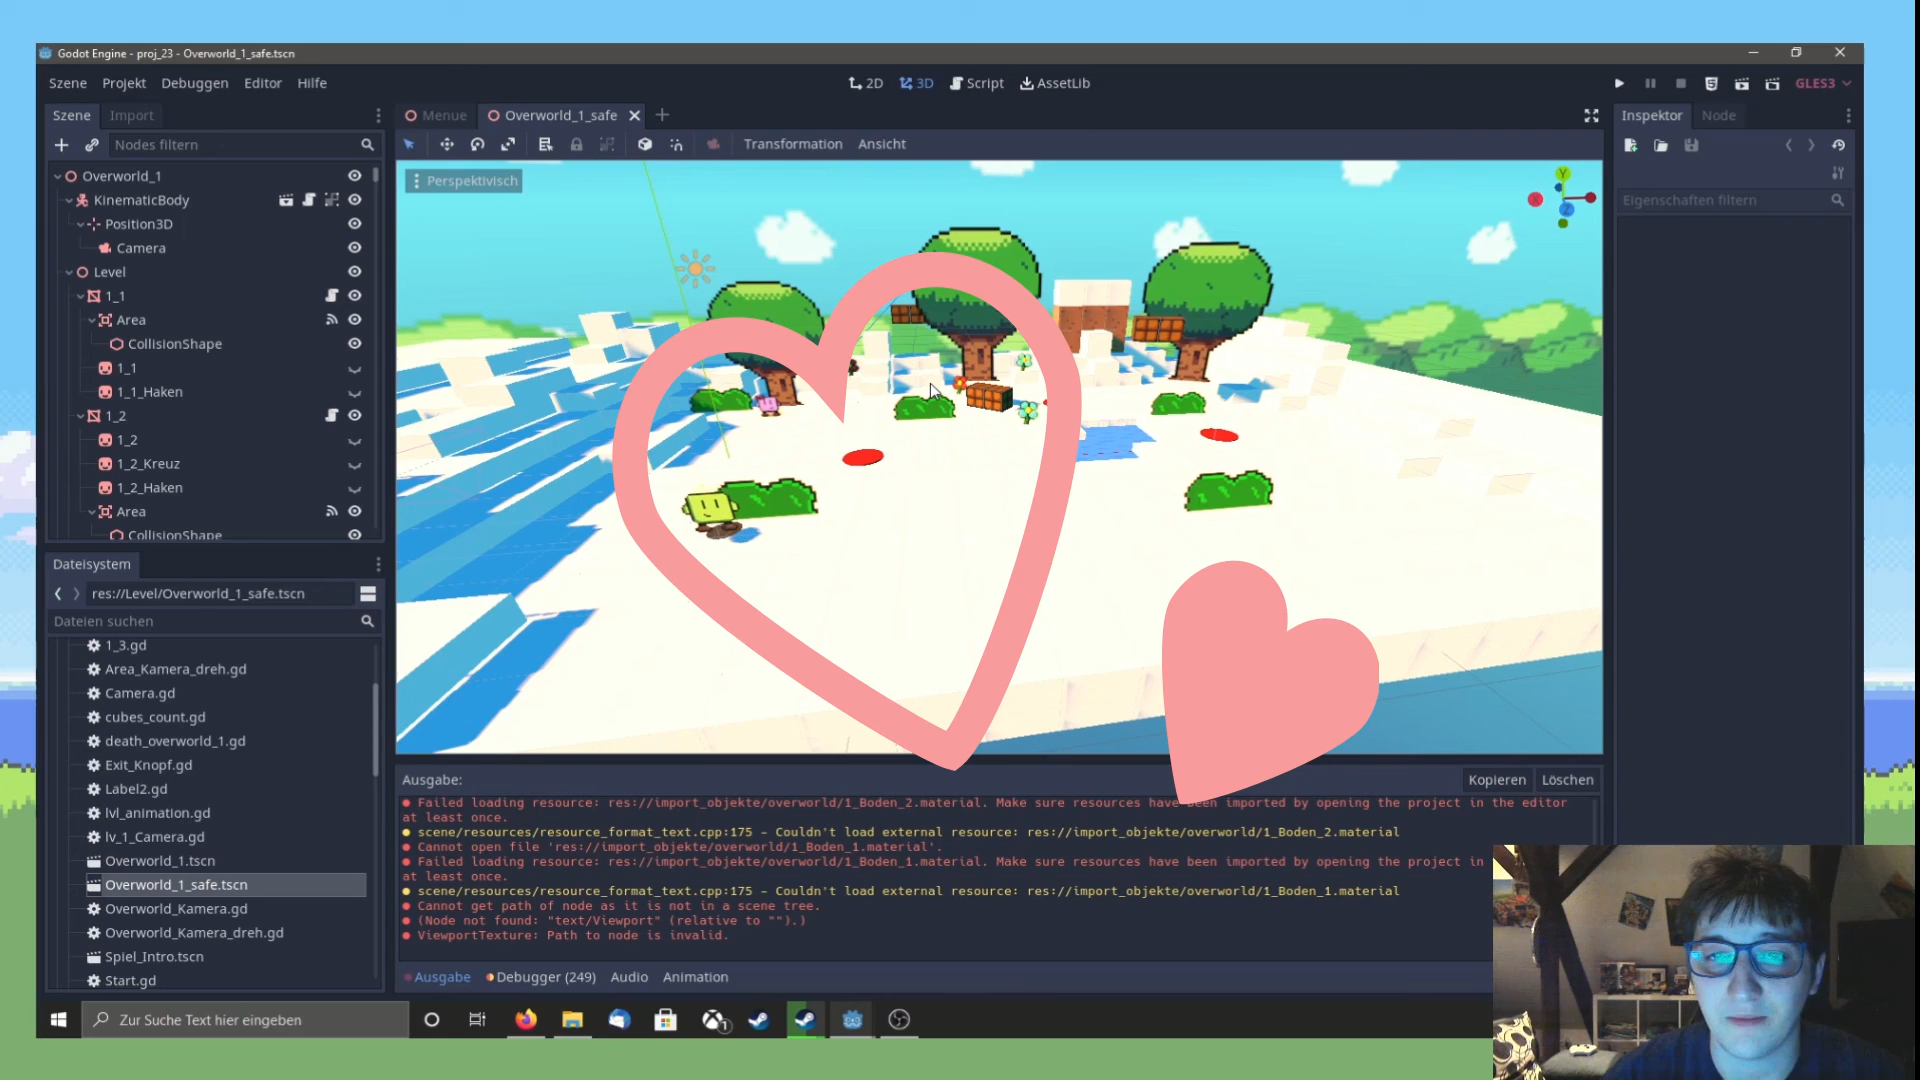 Godot Engine - proj_23 - Overworld_1_safe.tscn
Szene Projekt Debuggen Editor Hilfe
2D 3D Script AssetLib
GLES3
Szene Import
Menue Overworld_1_safe
Inspektor Node
Nodes filtern
Transformation Ansicht
Perspektivisch
Eigenschaften filtern
Overworld_1
KinematicBody
Position3D
Camera
Level
1_1
Area
CollisionShape
1_1
1_1_Haken
1_2
1_2
1_2_Kreuz
1_2_Haken
Area
CollisionShape
Y
X
Z
Dateisystem
res://Level/Overworld_1_safe.tscn
Dateien suchen
1_3.gd
Area_Kamera_dreh.gd
Camera.gd
cubes_count.gd
death_overworld_1.gd
Exit_Knopf.gd
Label2.gd
lvl_animation.gd
lv_1_Camera.gd
Overworld_1.tscn
Overworld_1_safe.tscn
Overworld_Kamera.gd
Overworld_Kamera_dreh.gd
Spiel_Intro.tscn
Start.gd
Ausgabe:
Kopieren Löschen
Failed loading resource: res://import_objekte/overworld/1_Boden_2.material. Make sure resources have been imported by opening the project in the editor
at least once.
scene/resources/resource_format_text.cpp:175 - Couldn't load external resource: res://import_objekte/overworld/1_Boden_2.material
Cannot open file 'res://import_objekte/overworld/1_Boden_1.material'.
Failed loading resource: res://import_objekte/overworld/1_Boden_1.material. Make sure resources have been imported by opening the project in
at least once.
scene/resources/resource_format_text.cpp:175 - Couldn't load external resource: res://import_objekte/overworld/1_Boden_1.material
Cannot get path of node as it is not in a scene tree.
(Node not found: "text/Viewport" (relative to "").)
ViewportTexture: Path to node is invalid.
Ausgabe Debugger (249) Audio Animation
Zur Suche Text hier eingeben
1